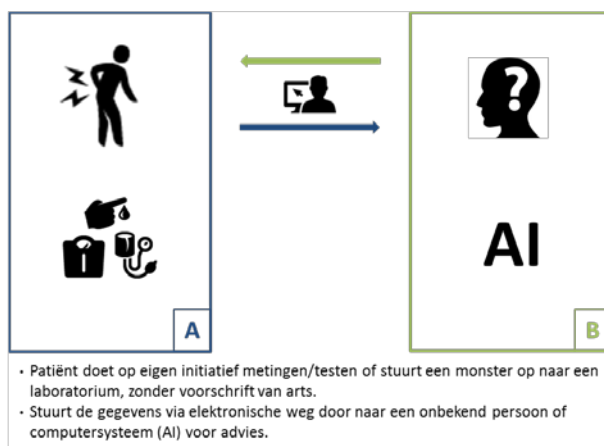 ?
AI
A
B
• Patiënt doet op eigen initiatief metingen/testen of stuurt een monster op naar een
laboratorium, zonder voorschrift van arts.
• Stuurt de gegevens via elektronische weg door naar een onbekend persoon of
computersysteem (AI) voor advies.